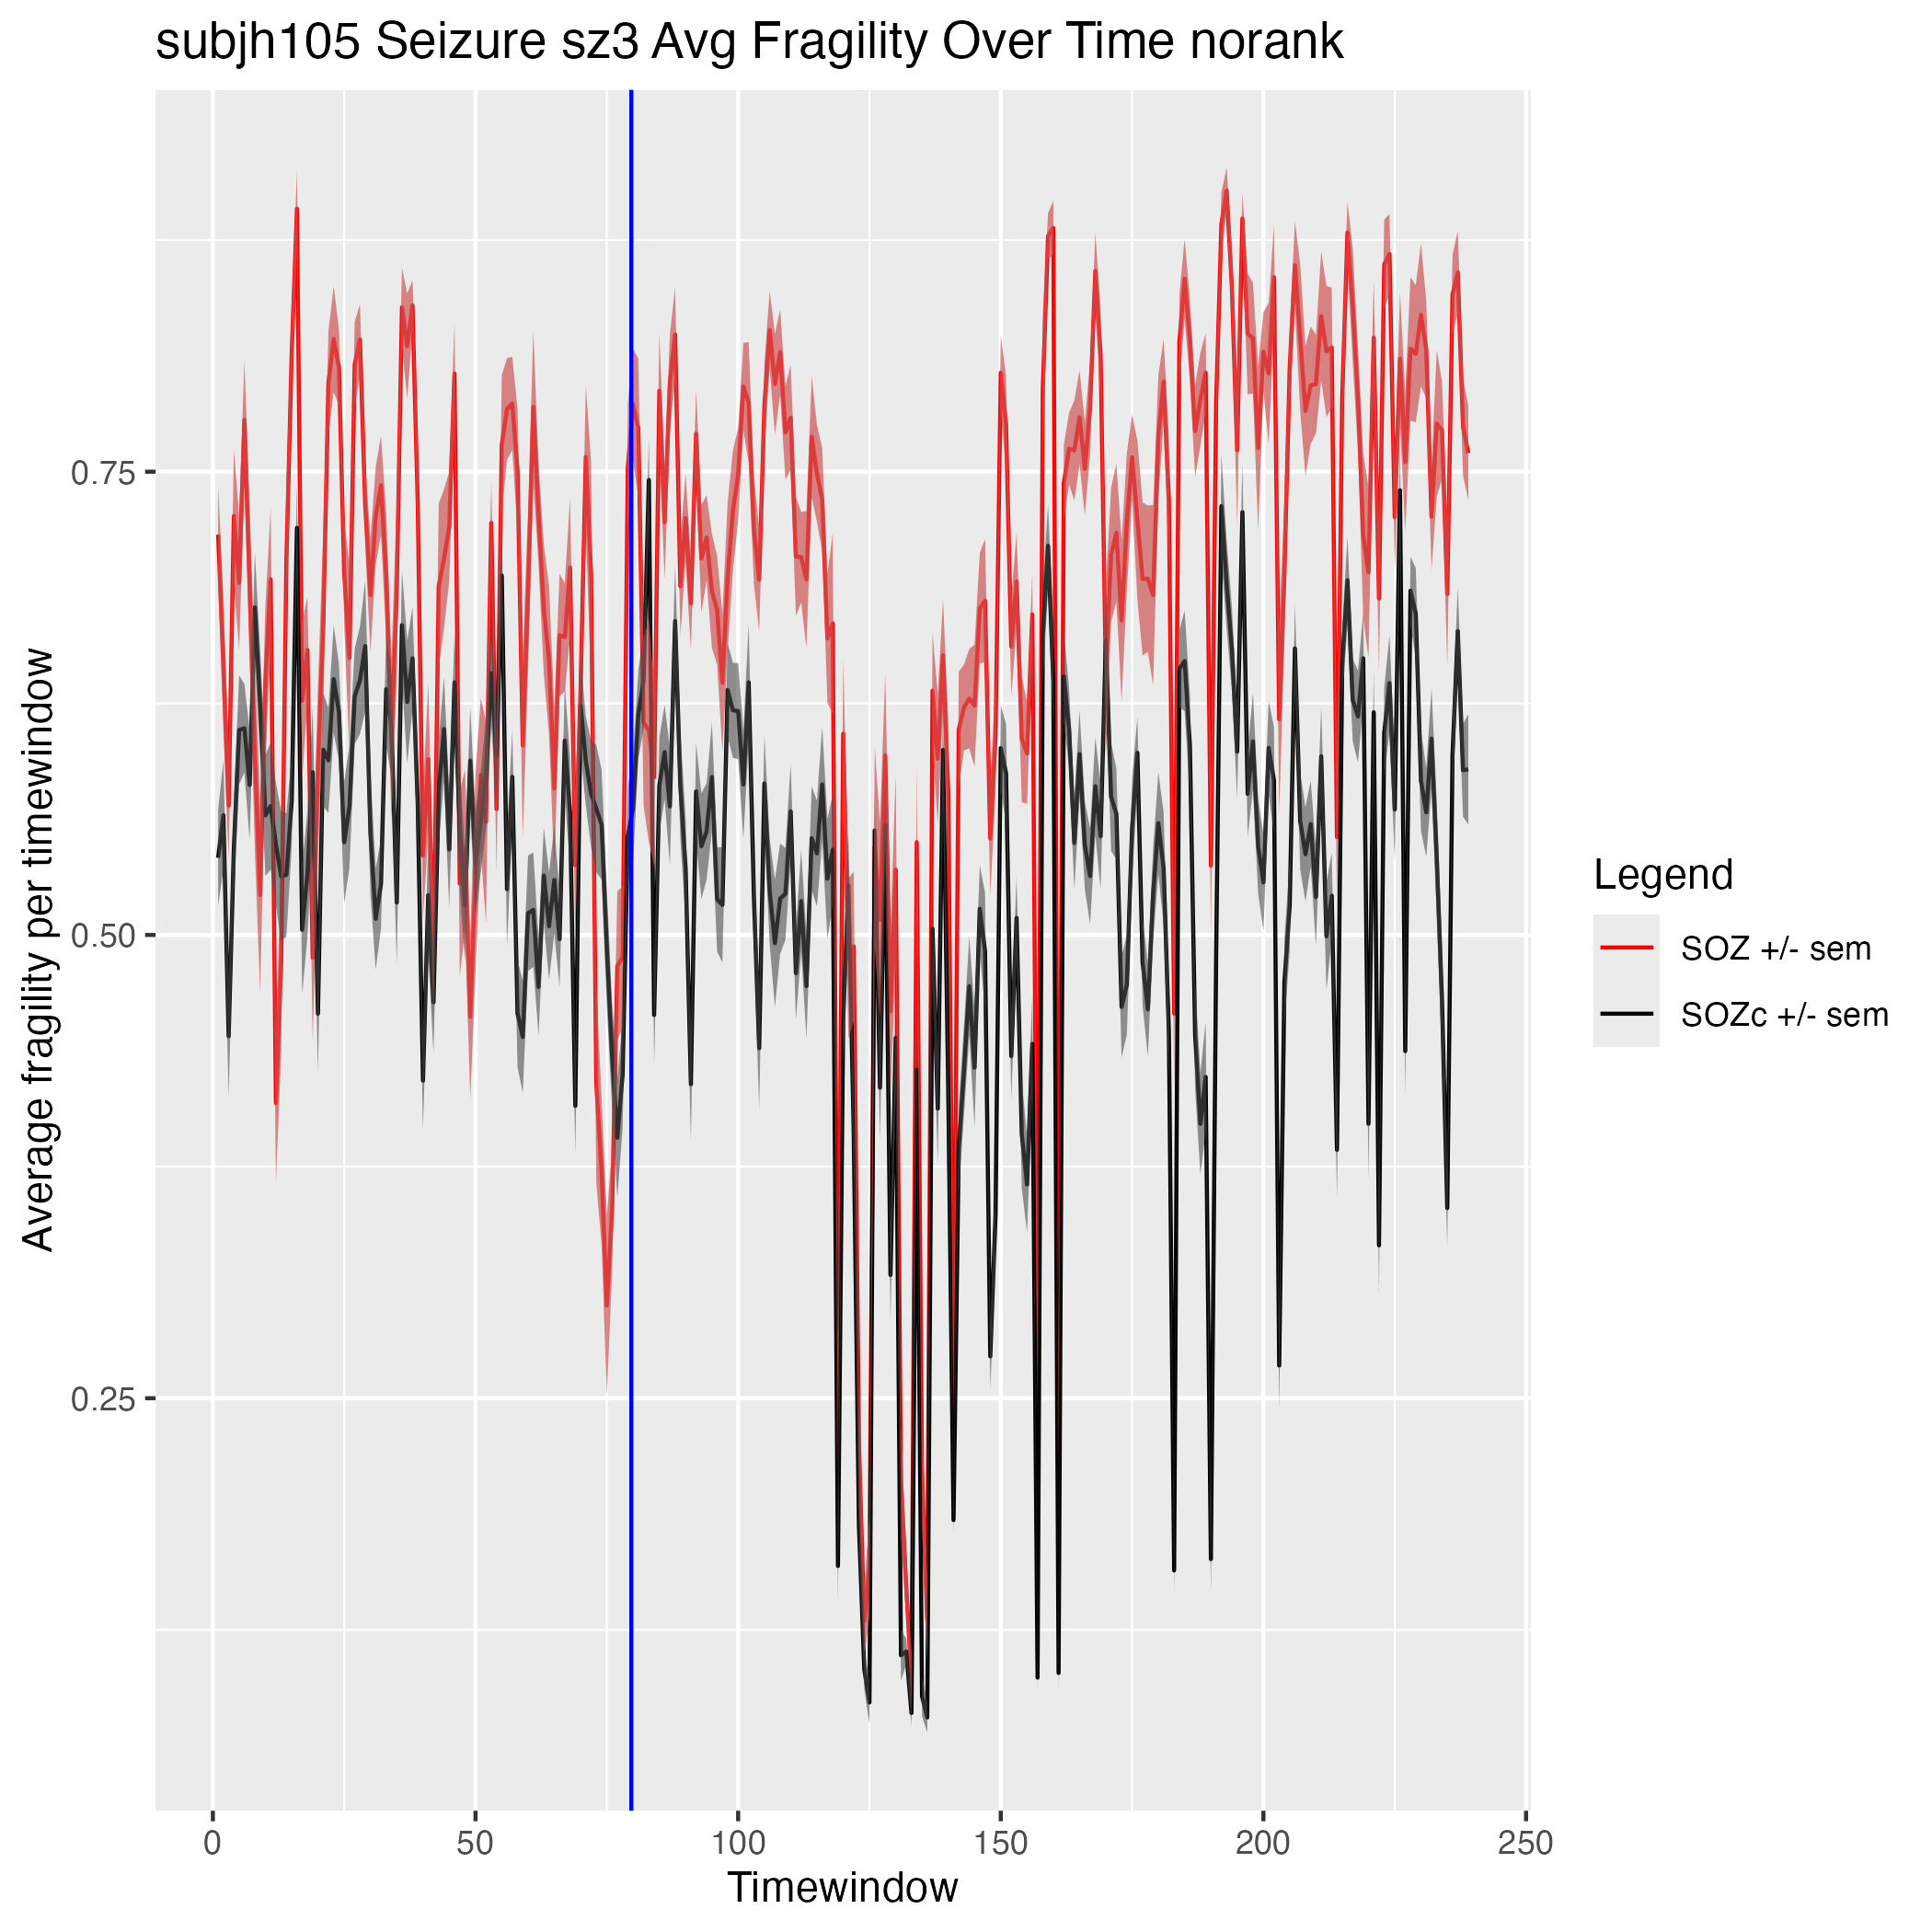 subjh105 Seizure sz3 Avg Fragility Over Time norank
Average fragility per timewindow
0.75
0.50
0.25
0 50 100 150 200 250
Timewindow
Legend
SOZ +/- sem
SOZc +/- sem